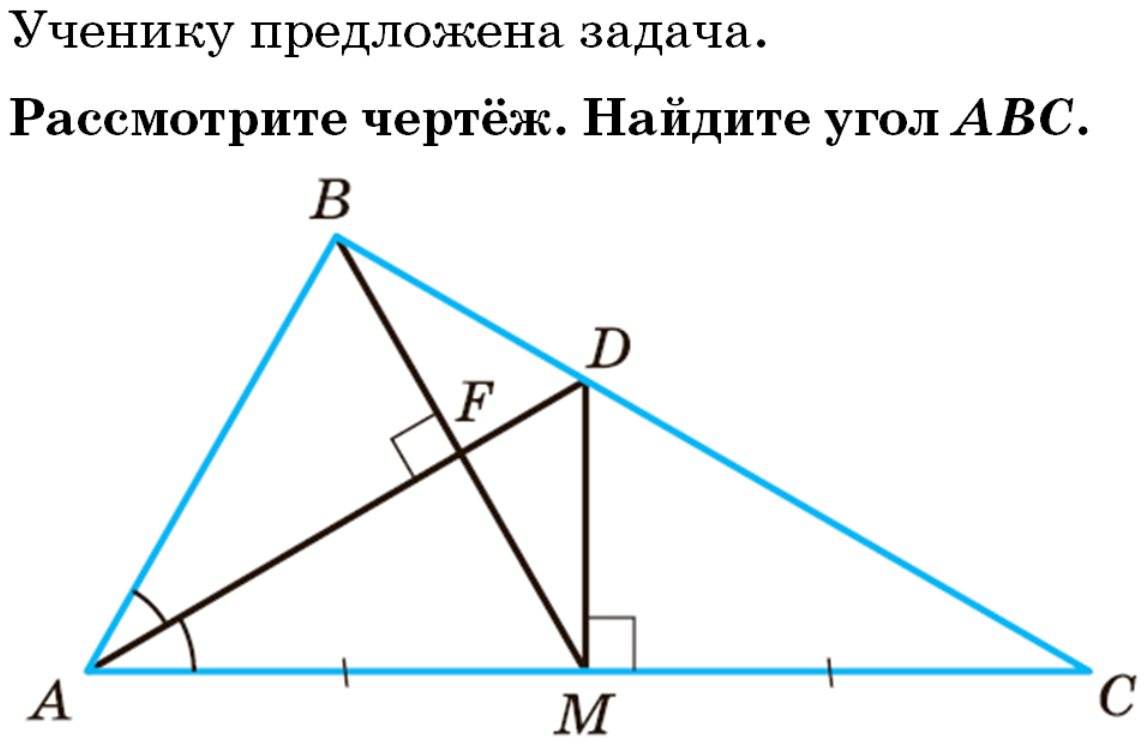 Ученику предложена задача.
Рассмотрите чертёж. Найдите угол ABC.
B
D
F
A
M
C